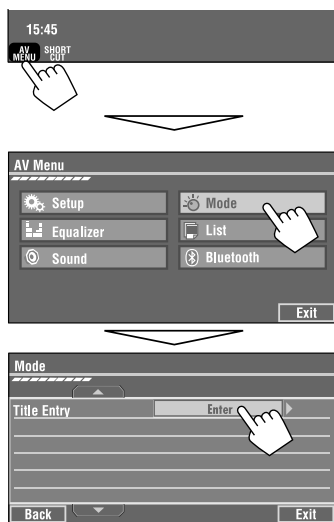 15:45
AV MENU SHORT CUT
AV Menu
Setup Mode
Equalizer List
Sound Bluetooth
Exit
Mode
Title Entry Enter
Back Exit